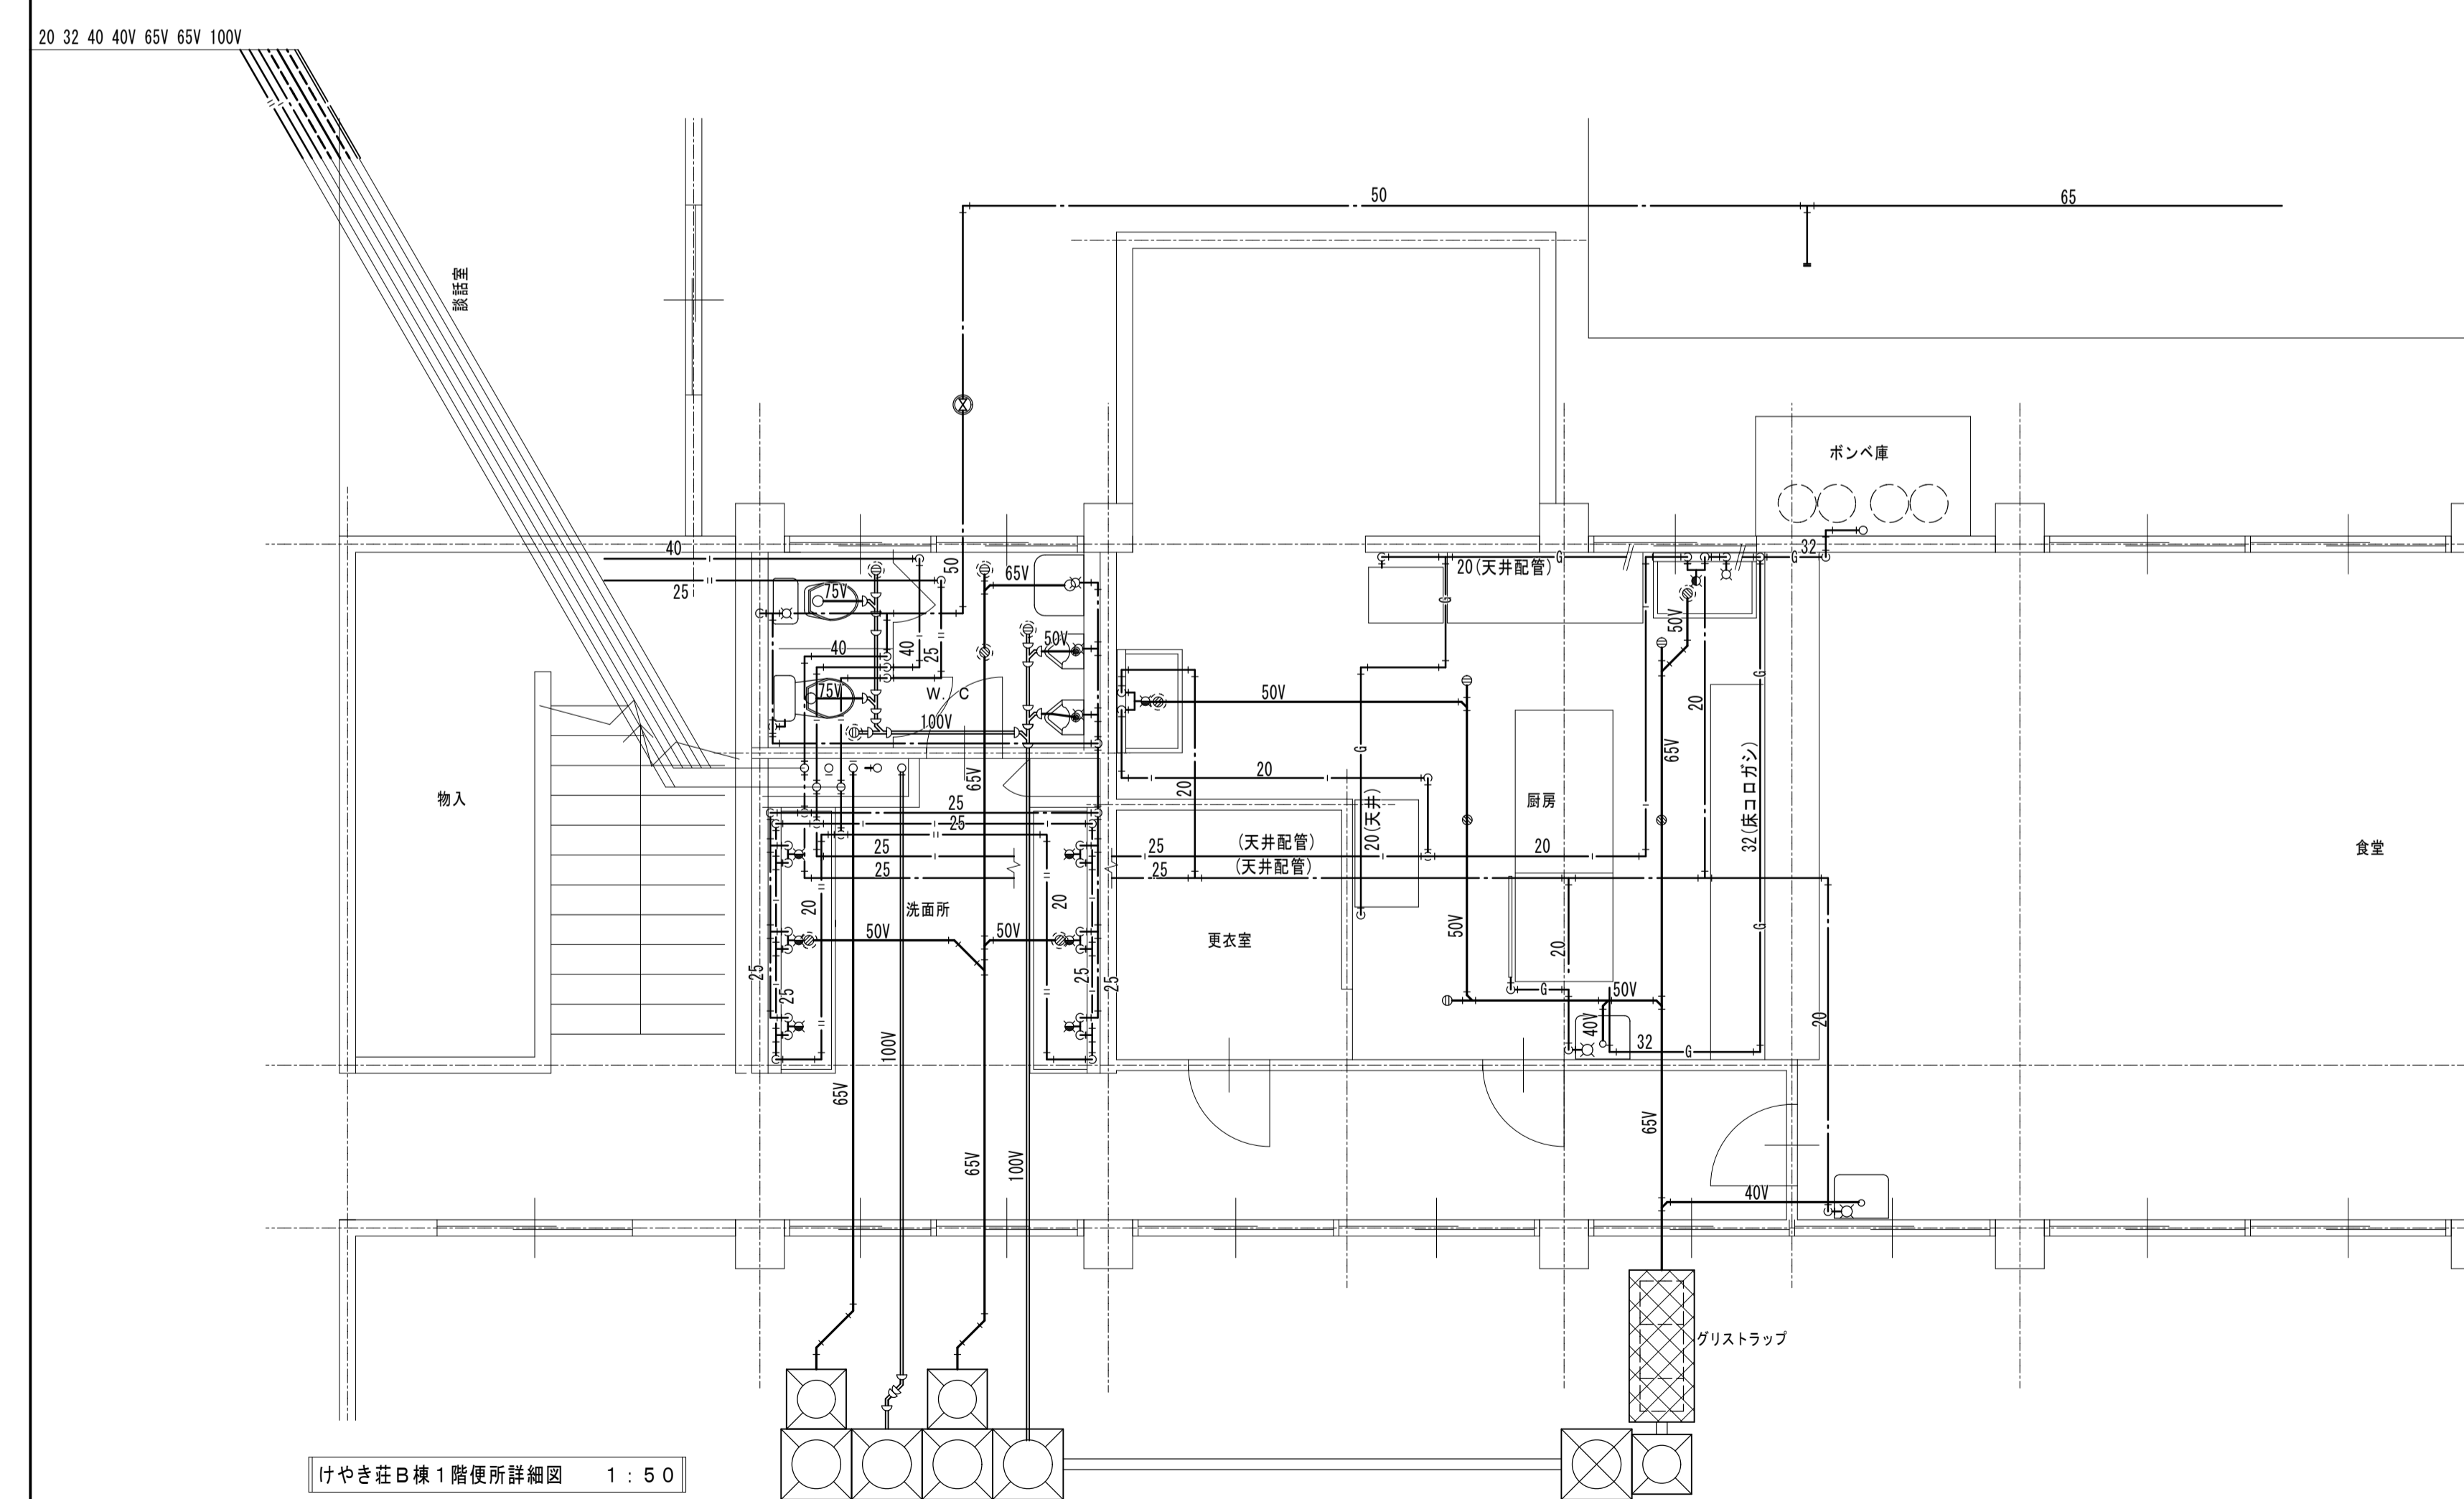 20 32 40 40V 65V 65V 100V
50
65
談話室
ボンベ庫
40
25
50
65V
75V
20(天井配管)
G
G
32
40
40
25
50V
50V
G
75V
W. C
100V
50V
20
65V
G
65V
G
物入
20
20
厨房
20(天井)
32(床コロガシ)
25
25
25
(天井配管)
25
20
食堂
25
(天井配管)
25
20
洗面所
20
更衣室
50V
50V
50V
20
G
25
25
25
25
G
50V
40V
32
G
20
100V
65V
65V
65V
100V
40V
グリストラップ
けやき荘B棟1階便所詳細図 1:50